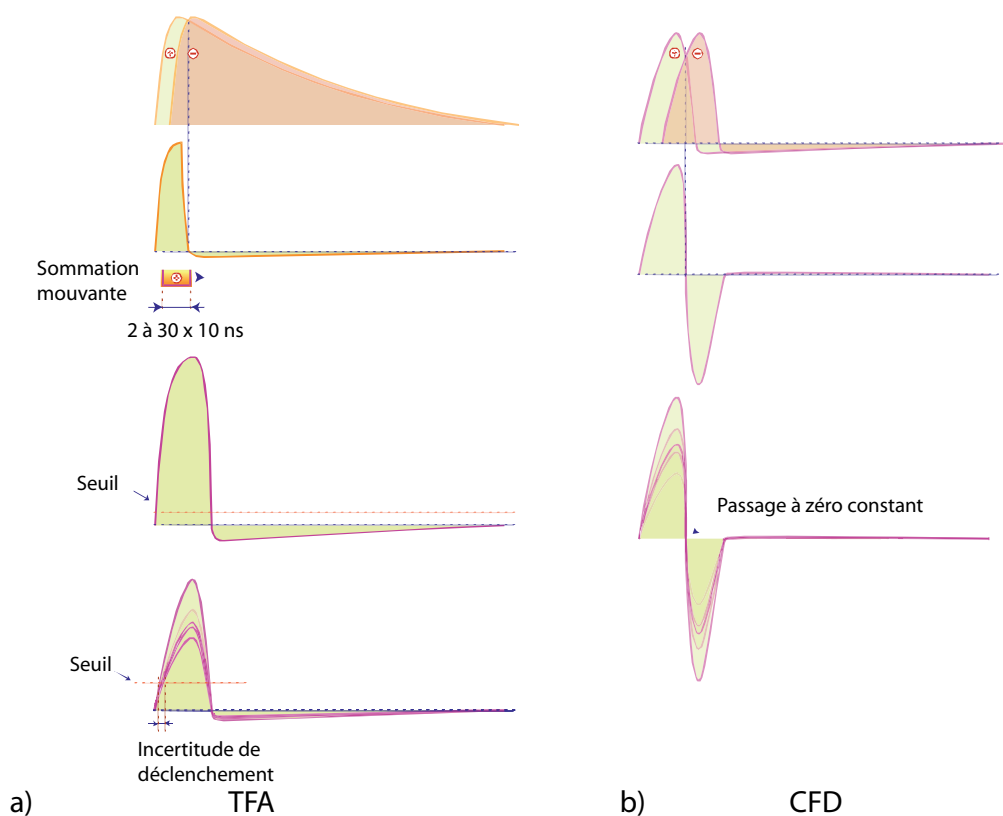 Sommation
mouvante
2 à 30 x 10 ns
Seuil
Seuil
Incertitude de
déclenchement
a)
TFA
Passage à zéro constant
b)
CFD